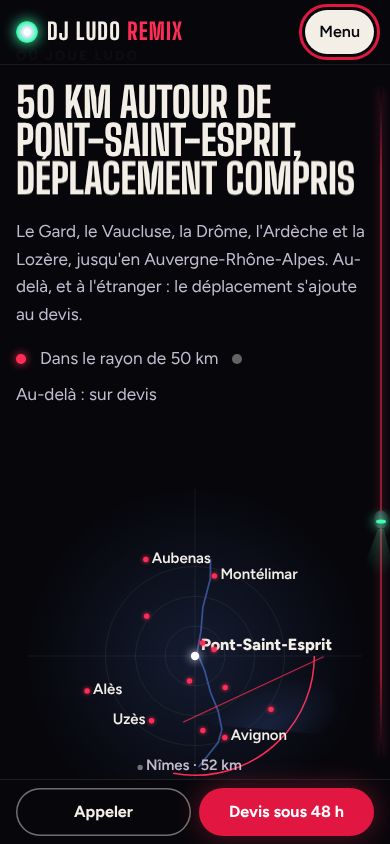 DJ LUDO REMIX
Menu
OÙ JOUE LUDO
50 KM AUTOUR DE
PONT-SAINT-ESPRIT,
DÉPLACEMENT COMPRIS
Le Gard, le Vaucluse, la Drôme, l'Ardèche et la
Lozère, jusqu'en Auvergne-Rhône-Alpes. Au-
delà, et à l'étranger : le déplacement s'ajoute
au devis.
Dans le rayon de 50 km
Au-delà : sur devis
Aubenas
Montélimar
Pont-Saint-Esprit
Alès
Uzès
Avignon
Nîmes · 52 km
Appeler
Devis sous 48 h